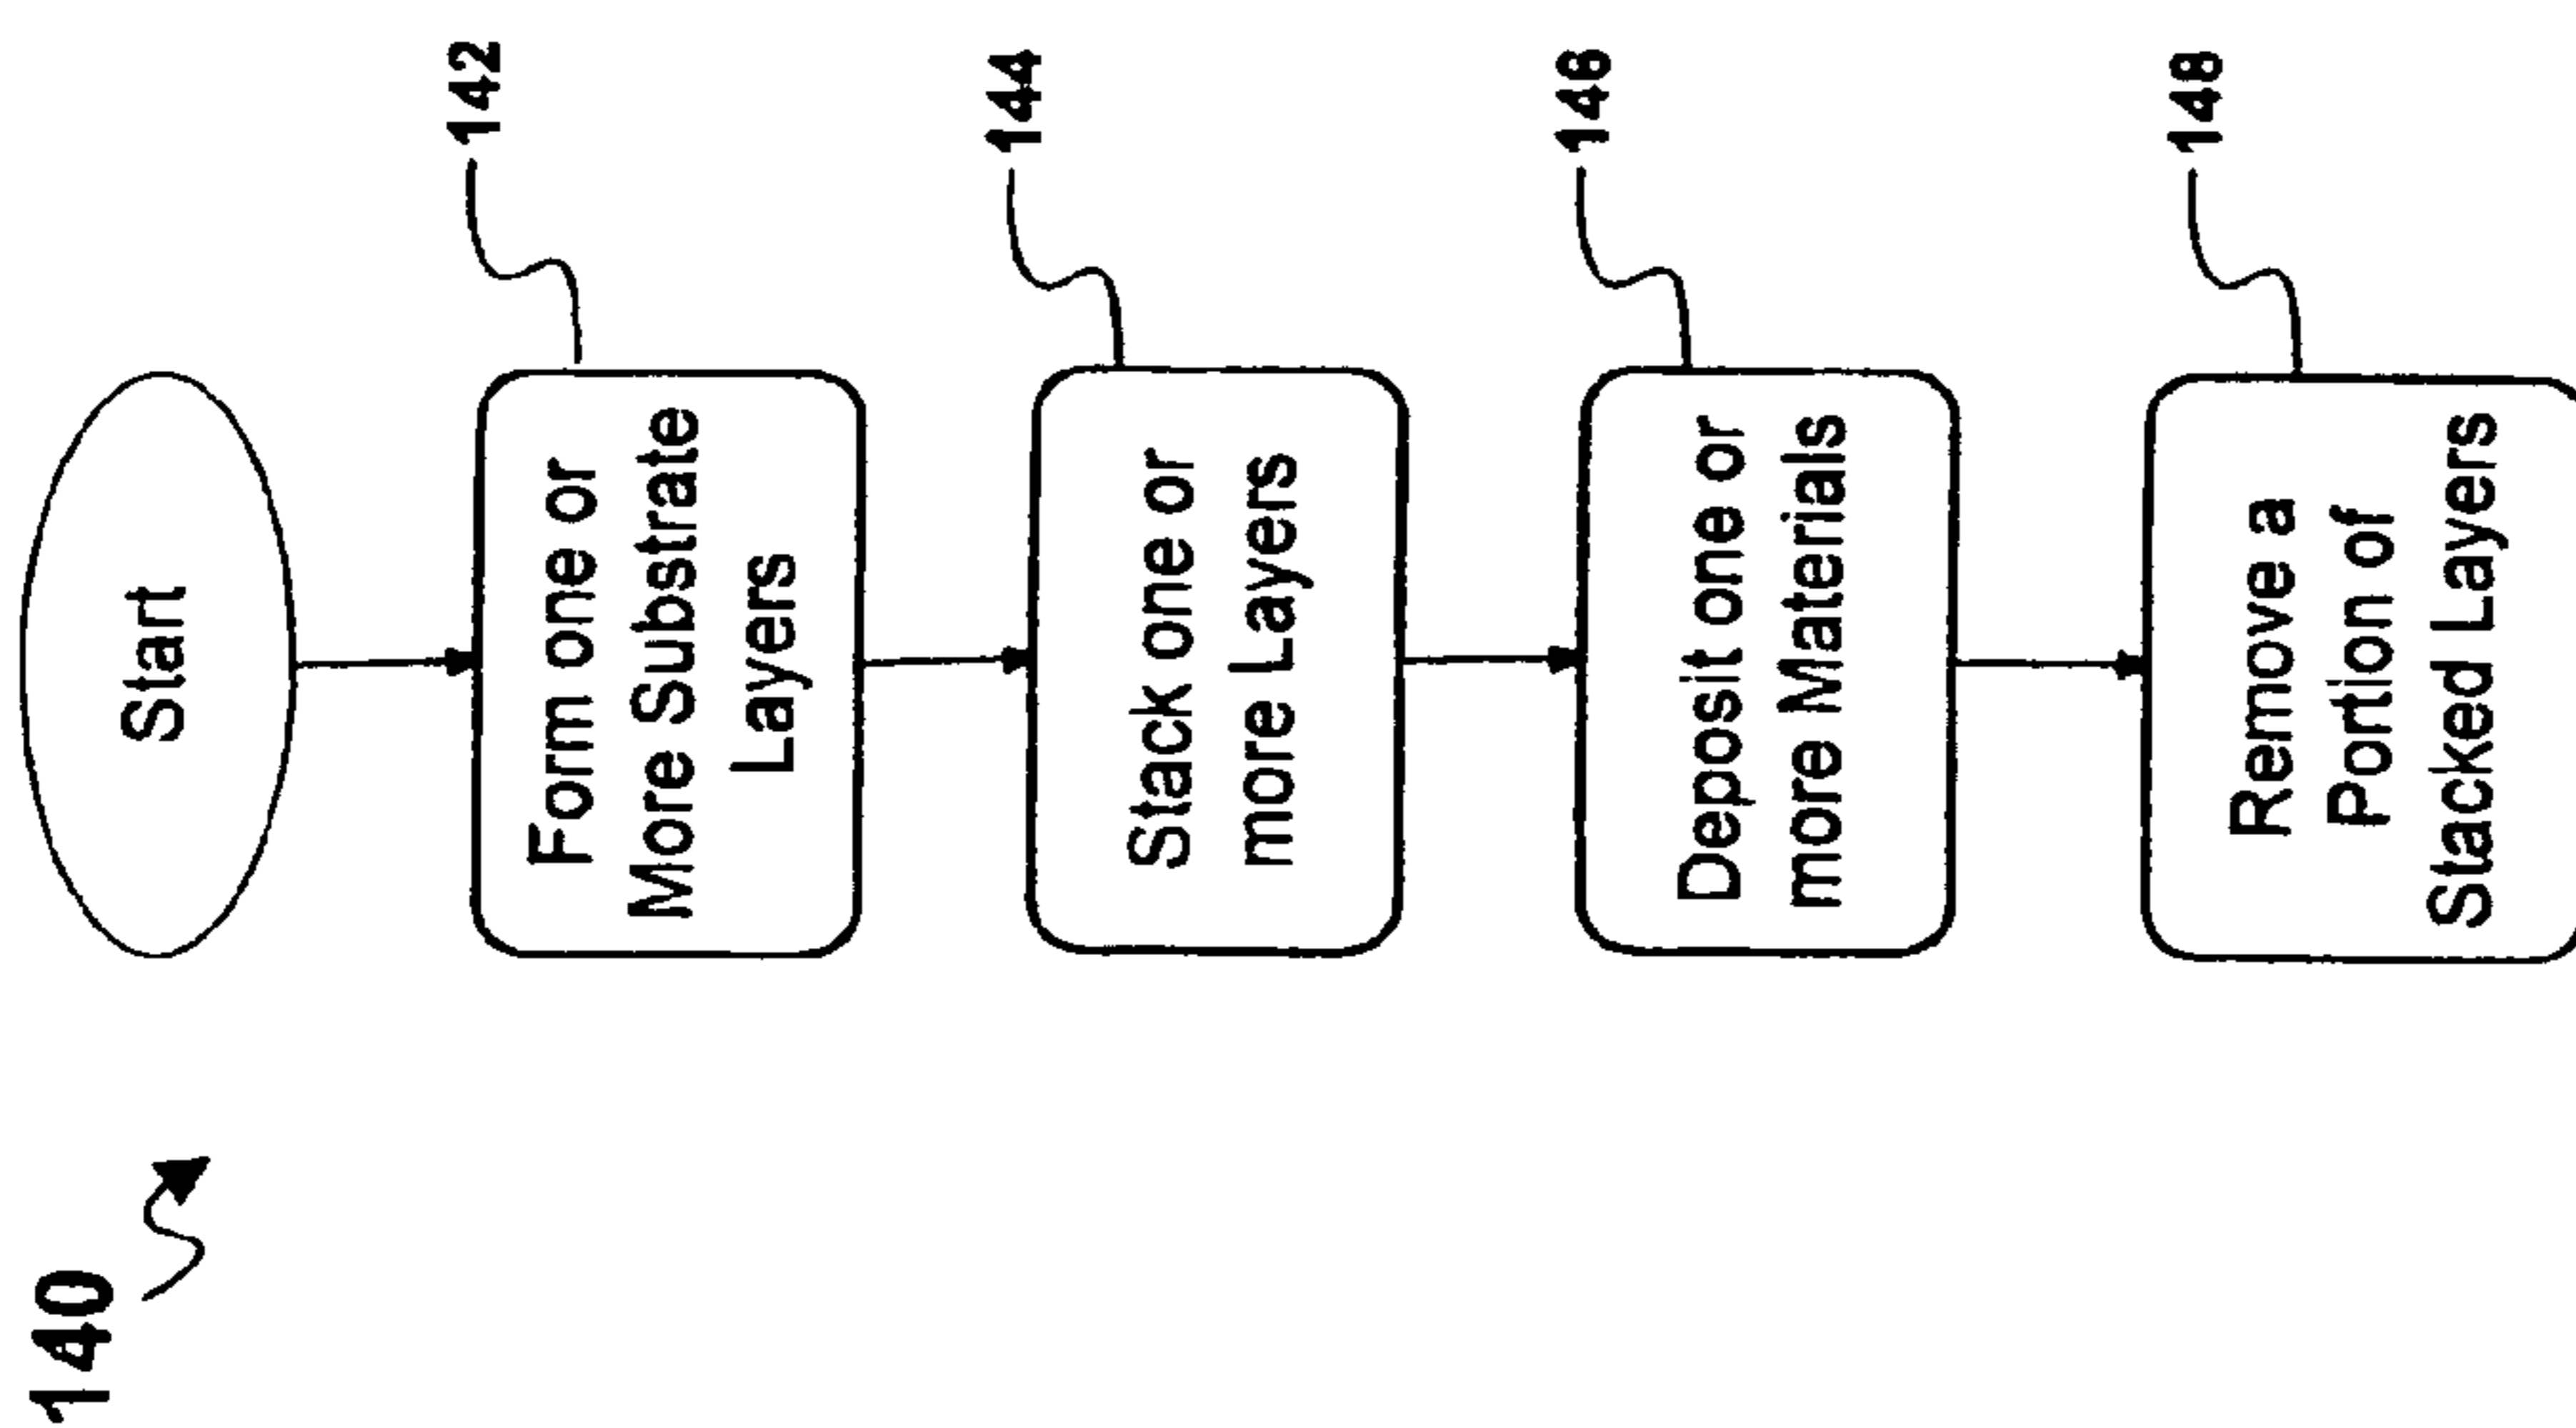 140
Start
142
Form one or
More Substrate
Layers
144
Stack one or
more Layers
146
Deposit one or
more Materials
148
Remove a
Portion of
Stacked Layers